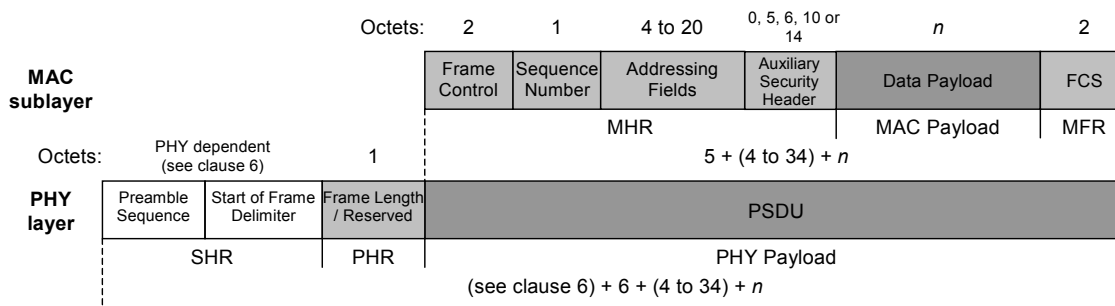 Octets: 2 1 4 to 20 0, 5, 6, 10 or 14 n 2
MAC sublayer
Frame Control
Sequence Number
Addressing Fields
Auxiliary Security Header
Data Payload
FCS
MHR MAC Payload MFR
Octets: PHY dependent (see clause 6) 1 5 + (4 to 34) + n
PHY layer
Preamble Sequence
Start of Frame Delimiter
Frame Length / Reserved
PSDU
SHR PHR PHY Payload
(see clause 6) + 6 + (4 to 34) + n